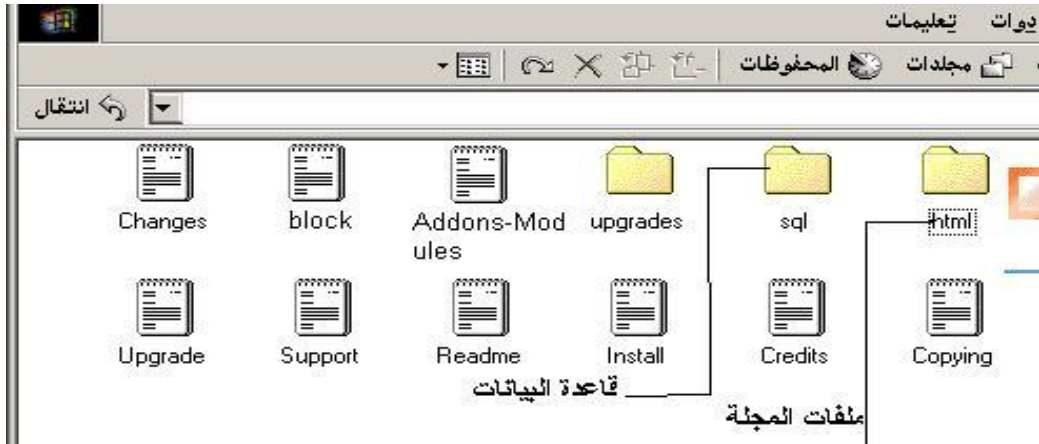 دوات تعليمات
مجلدات المحفوظات
انتقال
html sql upgrades Addons-Mod block Changes
ules
Copying Credits Install Readme Support Upgrade
قاعدة البيانات
ملفات المجلة